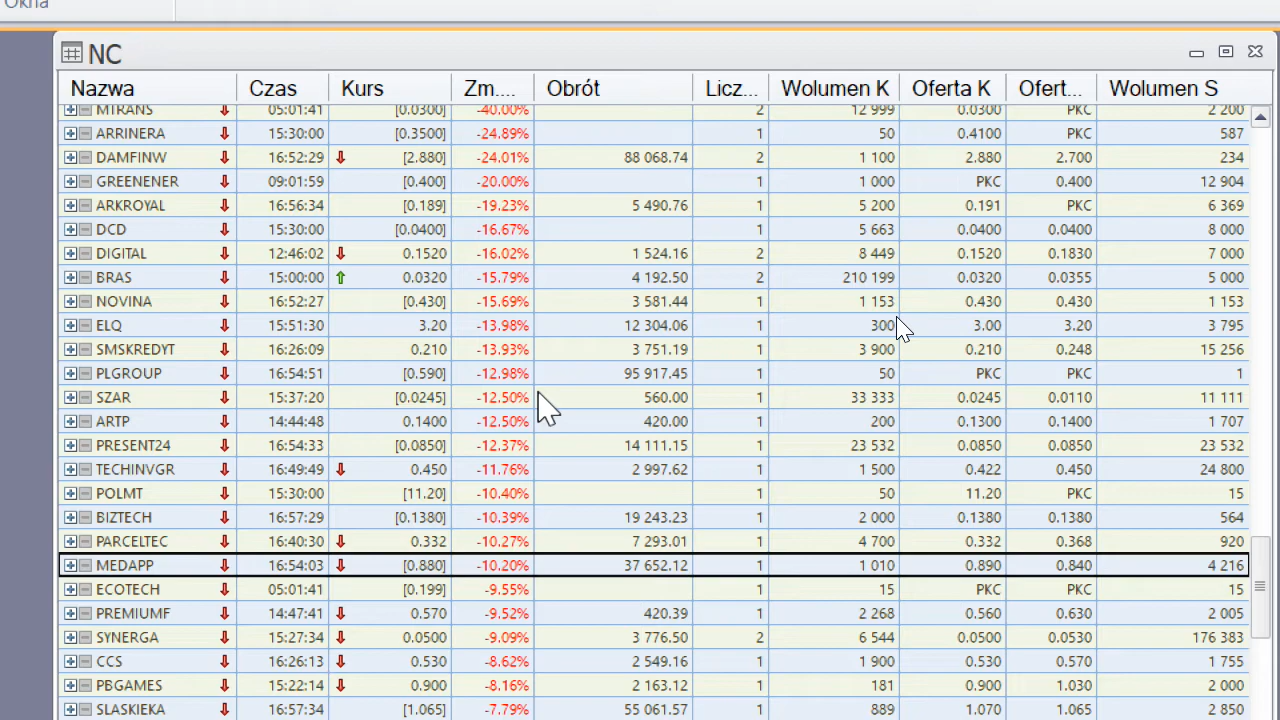 Okna
NC
Nazwa Czas Kurs Zm.... Obrót Licz... Wolumen K Oferta K Ofert... Wolumen S
MTRANS 05:01:41 [0.0300] -40.00% 2 12 999 0.0300 PKC 2 200
ARRINERA 15:30:00 [0.3500] -24.89% 1 50 0.4100 PKC 587
DAMFINW 16:52:29 [2.880] -24.01% 88 068.74 2 1 100 2.880 2.700 234
GREENENER 09:01:59 [0.400] -20.00% 1 1 000 PKC 0.400 12 904
ARKROYAL 16:56:34 [0.189] -19.23% 5 490.76 1 5 200 0.191 PKC 6 369
DCD 15:30:00 [0.0400] -16.67% 1 5 663 0.0400 0.0400 8 000
DIGITAL 12:46:02 0.1520 -16.02% 1 524.16 2 8 449 0.1520 0.1830 7 000
BRAS 15:00:00 0.0320 -15.79% 4 192.50 2 210 199 0.0320 0.0355 5 000
NOVINA 16:52:27 [0.430] -15.69% 3 581.44 1 1 153 0.430 0.430 1 153
ELQ 15:51:30 3.20 -13.98% 12 304.06 1 300 3.00 3.20 3 795
SMSKREDYT 16:26:09 0.210 -13.93% 3 751.19 1 3 900 0.210 0.248 15 256
PLGROUP 16:54:51 [0.590] -12.98% 95 917.45 1 50 PKC PKC 1
SZAR 15:37:20 [0.0245] -12.50% 560.00 1 33 333 0.0245 0.0110 11 111
ARTP 14:44:48 0.1400 -12.50% 420.00 1 200 0.1300 0.1400 1 707
PRESENT24 16:54:33 [0.0850] -12.37% 14 111.15 1 23 532 0.0850 0.0850 23 532
TECHINVGR 16:49:49 0.450 -11.76% 2 997.62 1 1 500 0.422 0.450 24 800
POLMT 15:30:00 [11.20] -10.40% 1 50 11.20 PKC 15
BIZTECH 16:57:29 [0.1380] -10.39% 19 243.23 1 2 000 0.1380 0.1380 564
PARCELTEC 16:40:30 0.332 -10.27% 7 293.01 1 4 700 0.332 0.368 920
MEDAPP 16:54:03 [0.880] -10.20% 37 652.12 1 1 010 0.890 0.840 4 216
ECOTECH 05:01:41 [0.199] -9.55% 1 15 PKC PKC 15
PREMIUMF 14:47:41 0.570 -9.52% 420.39 1 2 268 0.560 0.630 2 005
SYNERGA 15:27:34 0.0500 -9.09% 3 776.50 2 6 544 0.0500 0.0530 176 383
CCS 16:26:13 0.530 -8.62% 2 549.16 1 1 900 0.530 0.570 1 755
PBGAMES 15:22:14 0.900 -8.16% 2 163.12 1 181 0.900 1.030 2 000
SLASKIEKA 16:57:34 [1.065] -7.79% 55 061.57 1 889 1.070 1.065 2 850